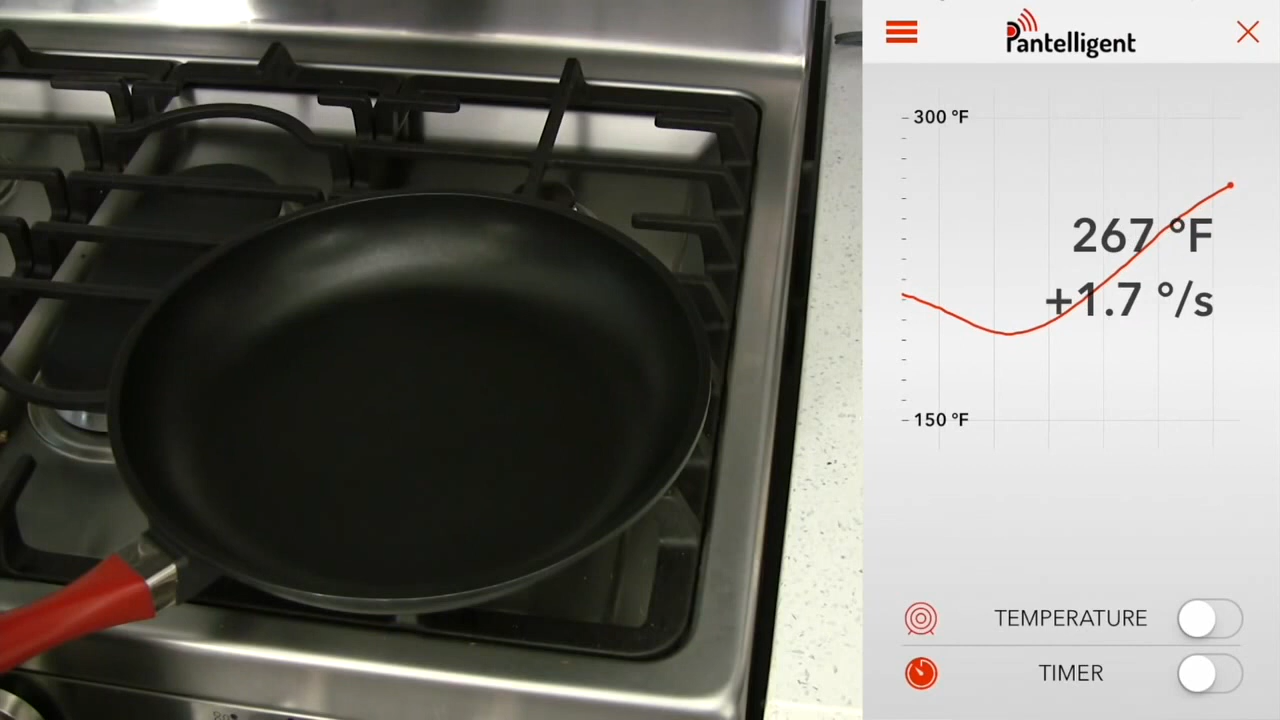 Pantelligent
300 °F
267 °F
+1.7 °/s
150 °F
TEMPERATURE
TIMER